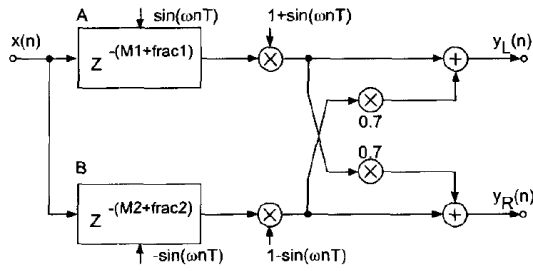 A
sin(ωnT)
1+sin(ωnT)
x(n)
z -(M1+frac1)
y_L(n)
0.7
0.7
B
z -(M2+frac2)
y_R(n)
-sin(ωnT)
1-sin(ωnT)